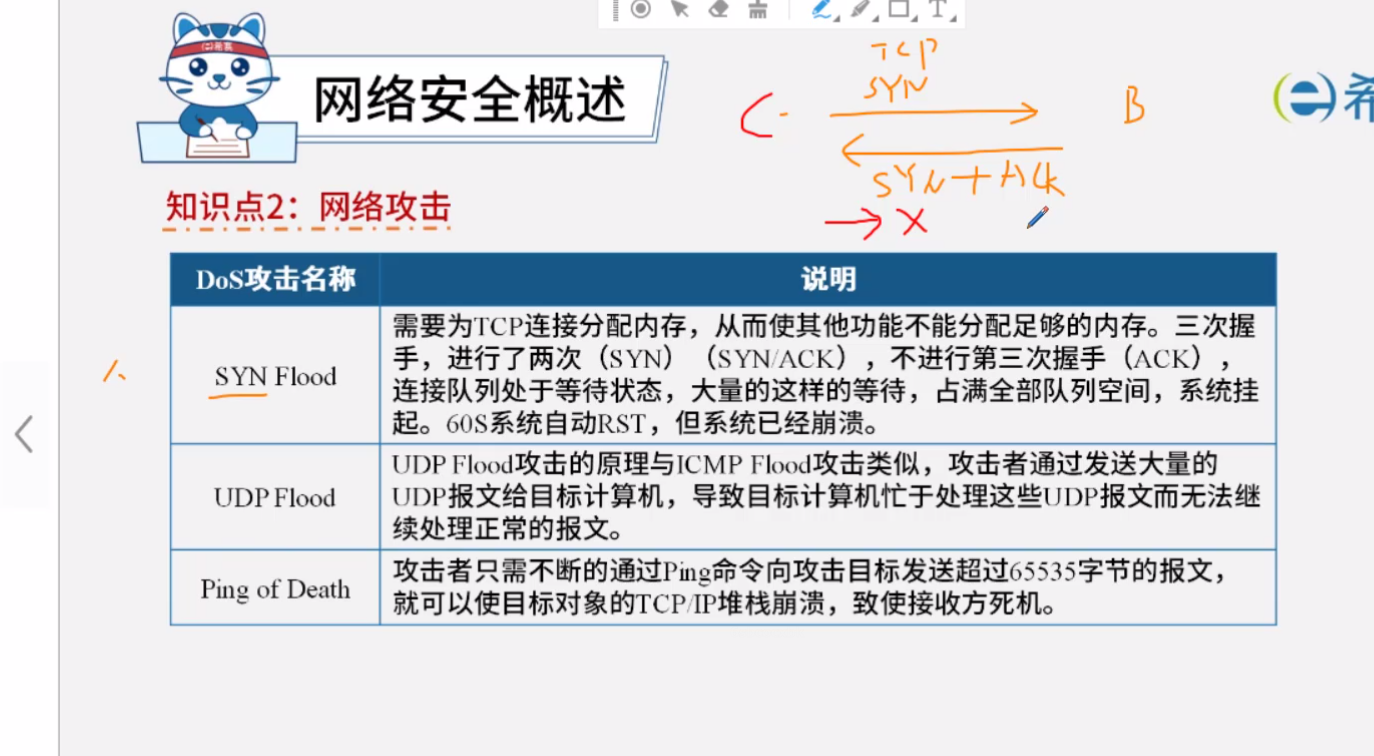 T
TCP
SYN
网络安全概述
C
B
希
SYN+ACK
知识点2：网络攻击
→ X
DoS攻击名称
说明
SYN Flood
需要为TCP连接分配内存，从而使其他功能不能分配足够的内存。三次握
手，进行了两次（SYN）（SYN/ACK），不进行第三次握手（ACK），
连接队列处于等待状态，大量的这样的等待，占满全部队列空间，系统挂
起。60S系统自动RST，但系统已经崩溃。
UDP Flood
UDP Flood攻击的原理与ICMP Flood攻击类似，攻击者通过发送大量的
UDP报文给目标计算机，导致目标计算机忙于处理这些UDP报文而无法继
续处理正常的报文。
Ping of Death
攻击者只需不断的通过Ping命令向攻击目标发送超过65535字节的报文，
就可以使目标对象的TCP/IP堆栈崩溃，致使接收方死机。